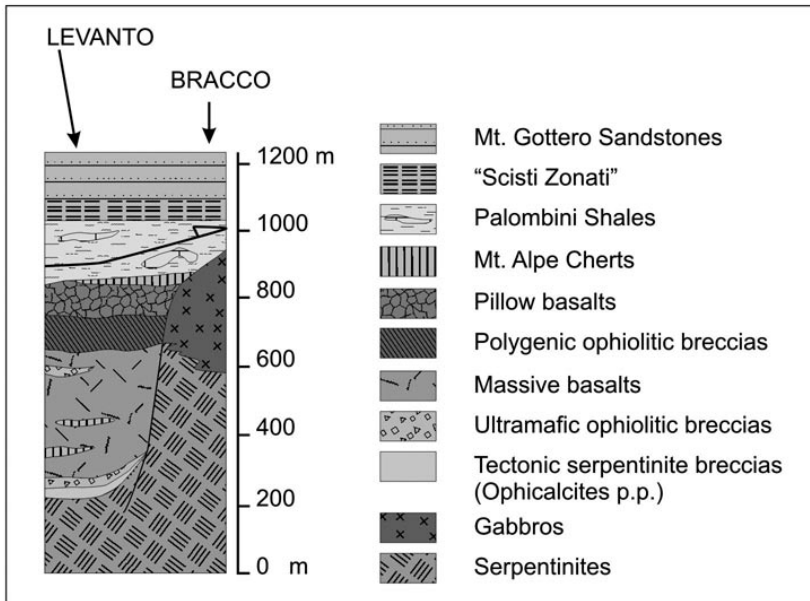 LEVANTO
BRACCO
1200 m
1000
800
600
400
200
0 m
Mt. Gottero Sandstones
“Scisti Zonati”
Palombini Shales
Mt. Alpe Cherts
Pillow basalts
Polygenic ophiolitic breccias
Massive basalts
Ultramafic ophiolitic breccias
Tectonic serpentinite breccias
(Ophicalcites p.p.)
Gabbros
Serpentinites